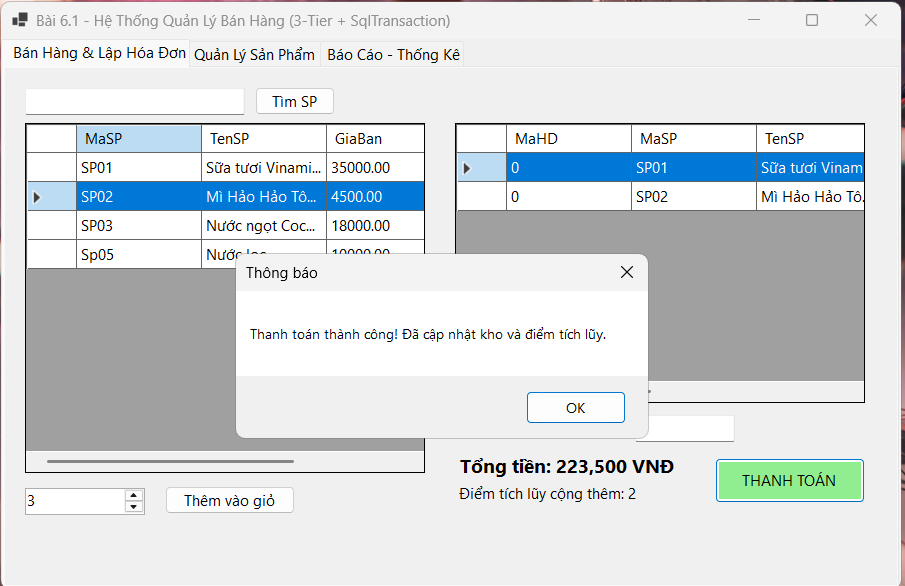 Bài 6.1 - Hệ Thống Quản Lý Bán Hàng (3-Tier + SqlTransaction)
Bán Hàng & Lập Hóa Đơn Quản Lý Sản Phẩm Báo Cáo - Thống Kê
Tìm SP
MaSP TenSP GiaBan
SP01 Sữa tươi Vinami... 35000.00
SP02 Mì Hảo Hảo Tô... 4500.00
SP03 Nước ngọt Coc... 18000.00
Sp05
MaHD MaSP TenSP
0 SP01 Sữa tươi Vinam
0 SP02 Mì Hảo Hảo Tô.
Thông báo
Thanh toán thành công! Đã cập nhật kho và điểm tích lũy.
OK
3 Thêm vào giỏ
Tổng tiền: 223,500 VNĐ
Điểm tích lũy cộng thêm: 2
THANH TOÁN